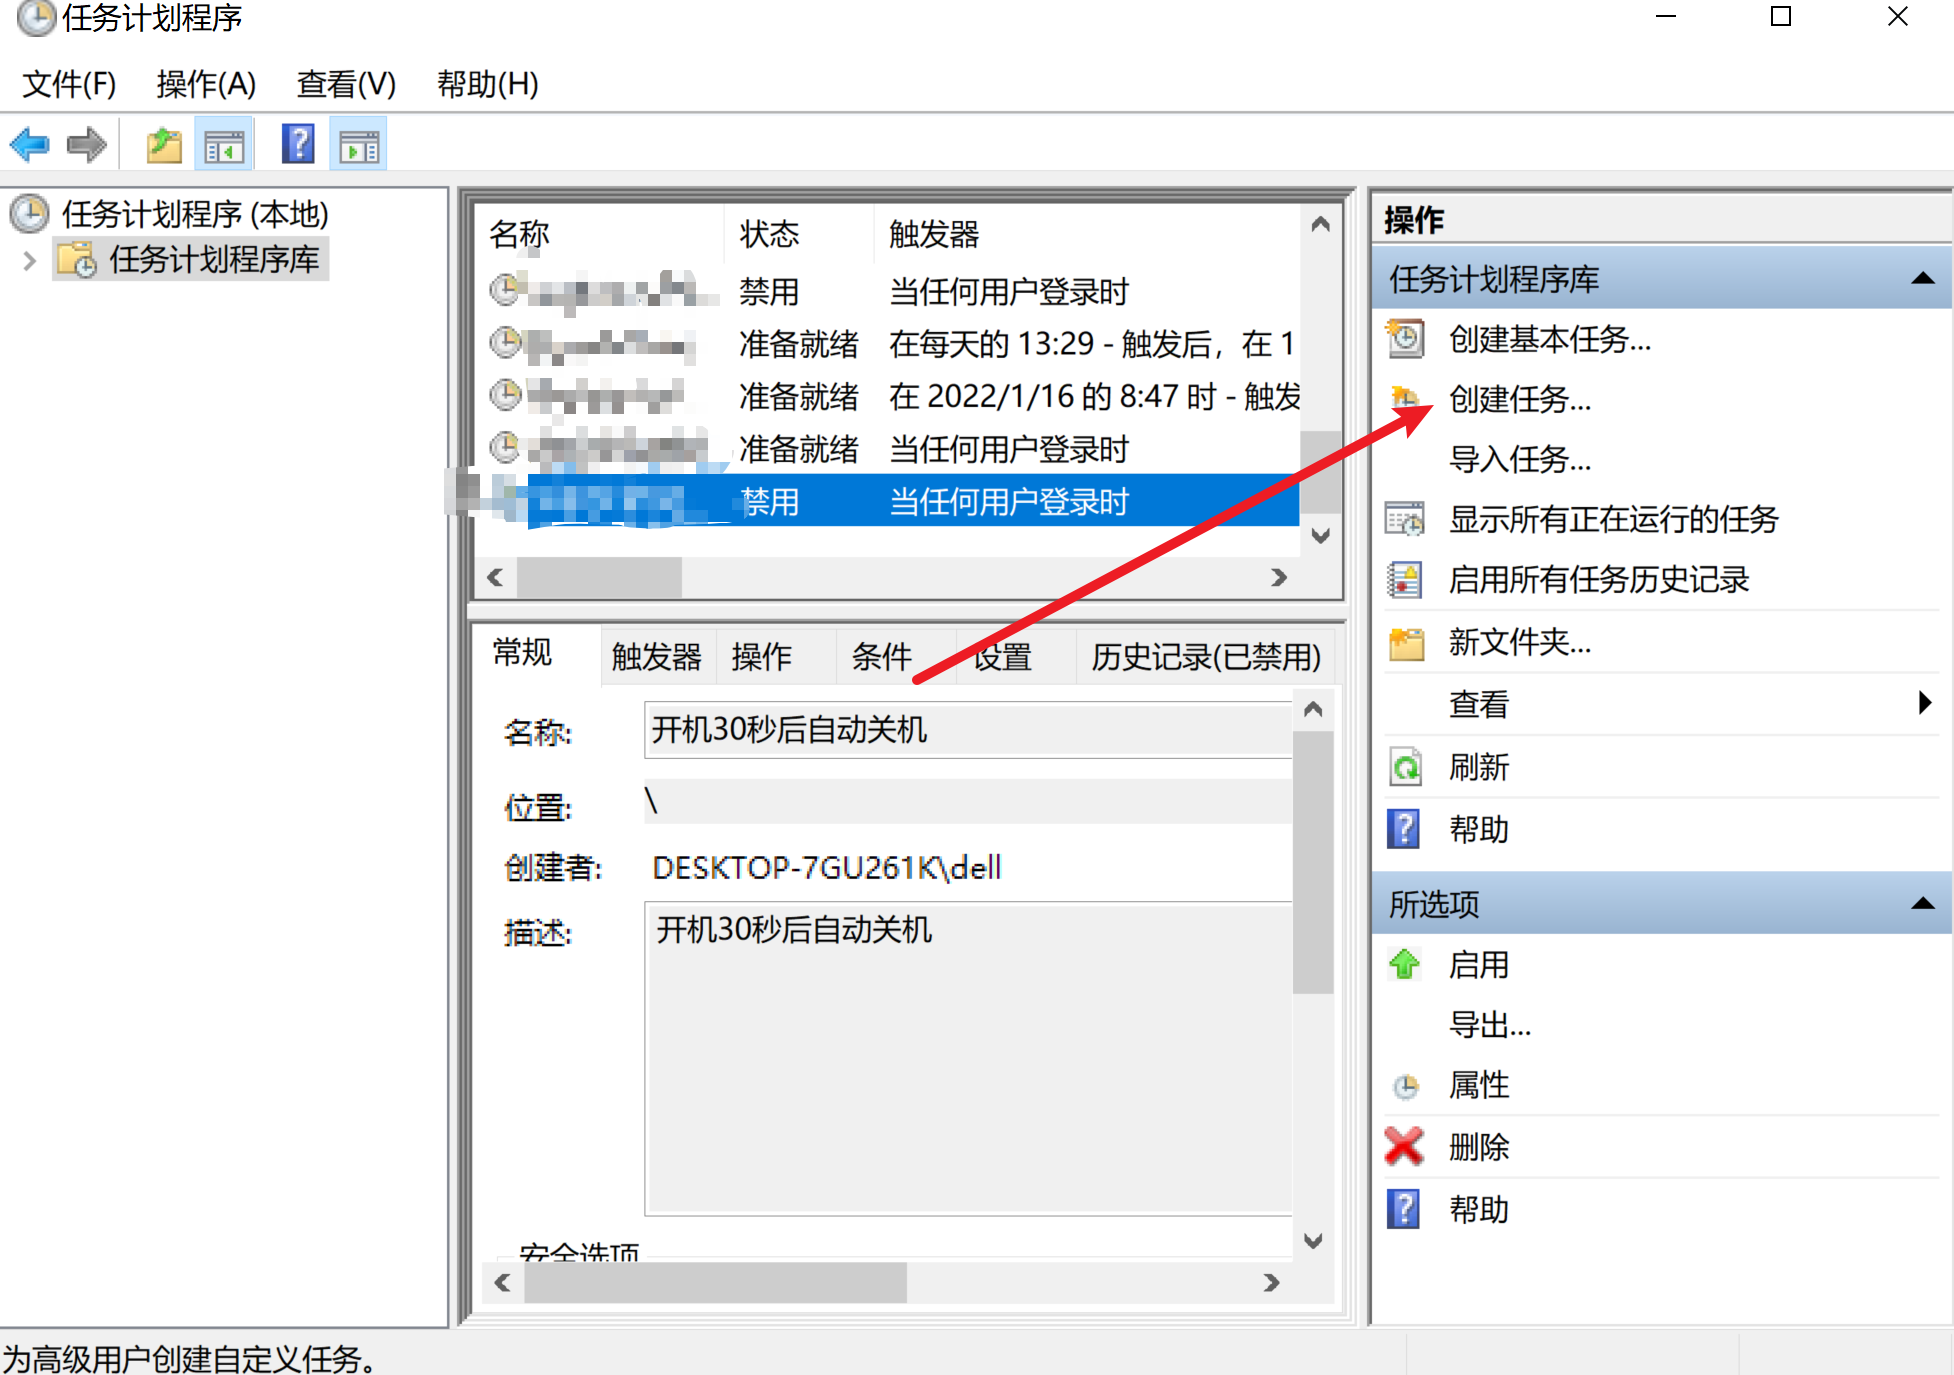 任务计划程序
文件(F) 操作(A) 查看(V) 帮助(H)
任务计划程序 (本地)
任务计划程序库
名称 状态 触发器
禁用 当任何用户登录时
准备就绪 在每天的 13:29 - 触发后，在 1
准备就绪 在 2022/1/16 的 8:47 时 - 触发
准备就绪 当任何用户登录时
禁用 当任何用户登录时
常规 触发器 操作 条件 设置 历史记录(已禁用)
名称: 开机30秒后自动关机
位置: \
创建者: DESKTOP-7GU261K\dell
描述: 开机30秒后自动关机
安全选项
操作
任务计划程序库
创建基本任务...
创建任务...
导入任务...
显示所有正在运行的任务
启用所有任务历史记录
新文件夹...
查看
刷新
帮助
所选项
启用
导出...
属性
删除
帮助
为高级用户创建自定义任务。